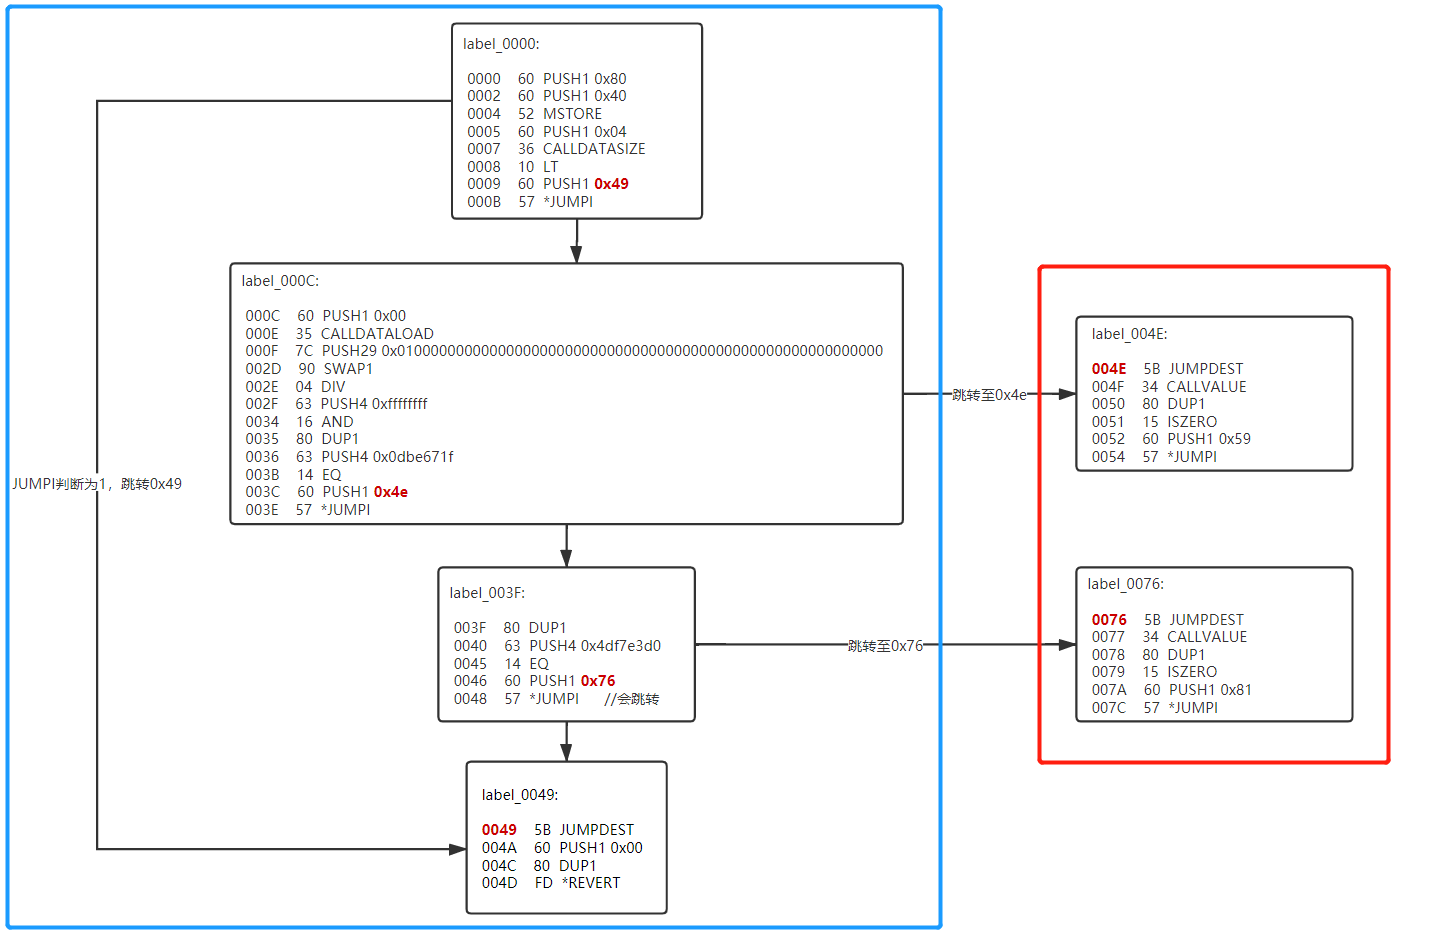 label_0000:
0000 60 PUSH1 0x80
0002 60 PUSH1 0x40
0004 52 MSTORE
0005 60 PUSH1 0x04
0007 36 CALLDATASIZE
0008 10 LT
0009 60 PUSH1 0x49
000B 57 *JUMPI
label_000C:
000C 60 PUSH1 0x00
000E 35 CALLDATALOAD
000F 7C PUSH29 0x0100000000000000000000000000000000000000000000000000000000
002D 90 SWAP1
002E 04 DIV
002F 63 PUSH4 0xffffffff
0034 16 AND
0035 80 DUP1
0036 63 PUSH4 0x0dbe671f
003B 14 EQ
003C 60 PUSH1 0x4e
003E 57 *JUMPI
JUMPI判断为1，跳转0x49
跳转至0x4e
label_004E:
004E 5B JUMPDEST
004F 34 CALLVALUE
0050 80 DUP1
0051 15 ISZERO
0052 60 PUSH1 0x59
0054 57 *JUMPI
label_003F:
003F 80 DUP1
0040 63 PUSH4 0x4df7e3d0
0045 14 EQ
0046 60 PUSH1 0x76
0048 57 *JUMPI //会跳转
跳转至0x76
label_0076:
0076 5B JUMPDEST
0077 34 CALLVALUE
0078 80 DUP1
0079 15 ISZERO
007A 60 PUSH1 0x81
007C 57 *JUMPI
label_0049:
0049 5B JUMPDEST
004A 60 PUSH1 0x00
004C 80 DUP1
004D FD *REVERT